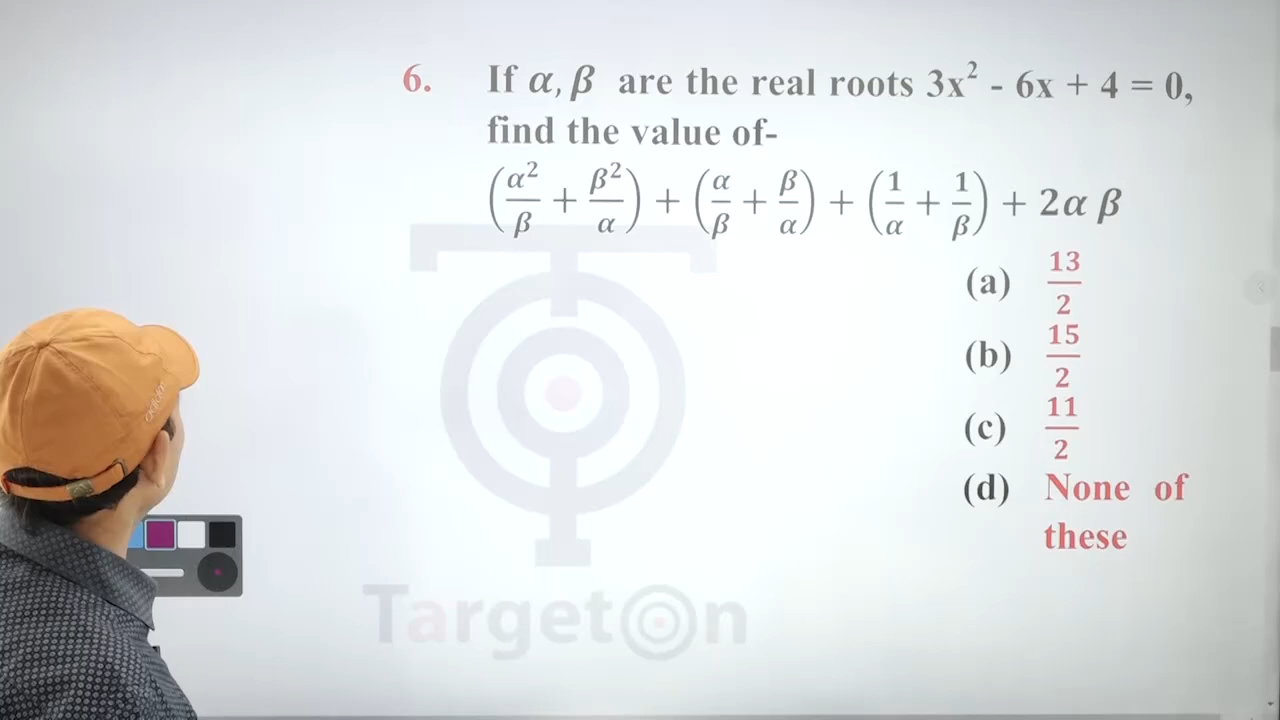 6. If α, β are the real roots 3x² - 6x + 4 = 0,
find the value of-
(α²/β + β²/α) + (α/β + β/α) + (1/α + 1/β) + 2α β
(a) 13/2
(b) 15/2
(c) 11/2
(d) None of
these
TargetOn